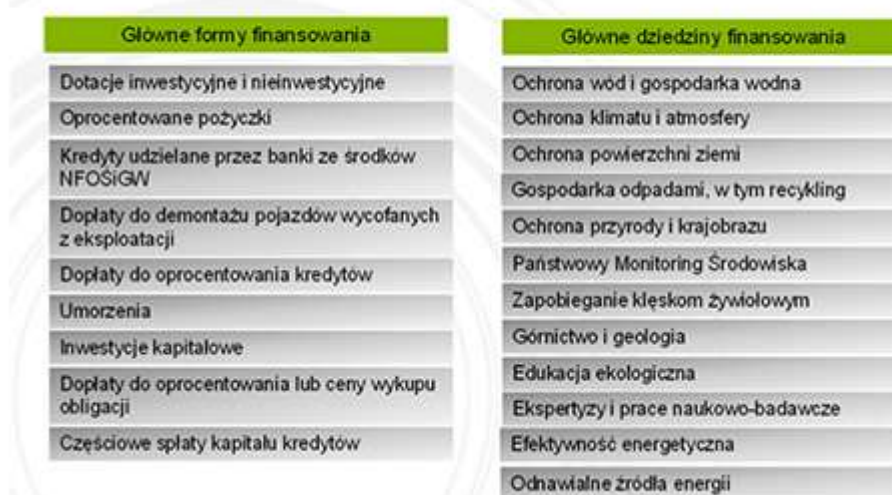 Główne formy finansowania
Dotacje inwestycyjne i nieinwestycyjne
Oprocentowane pożyczki
Kredyty udzielane przez banki ze środków
NFOŚiGW
Dopłaty do demontażu pojazdów wycofanych
z eksploatacji
Dopłaty do oprocentowania kredytów
Umorzenia
Inwestycje kapitałowe
Dopłaty do oprocentowania lub ceny wykupu
obligacji
Częściowe spłaty kapitału kredytów
Główne dziedziny finansowania
Ochrona wód i gospodarka wodna
Ochrona klimatu i atmosfery
Ochrona powierzchni ziemi
Gospodarka odpadami, w tym recykling
Ochrona przyrody i krajobrazu
Państwowy Monitoring Środowiska
Zapobieganie klęskom żywiołowym
Górnictwo i geologia
Edukacja ekologiczna
Ekspertyzy i prace naukowo-badawcze
Efektywność energetyczna
Odnawialne źródła energii